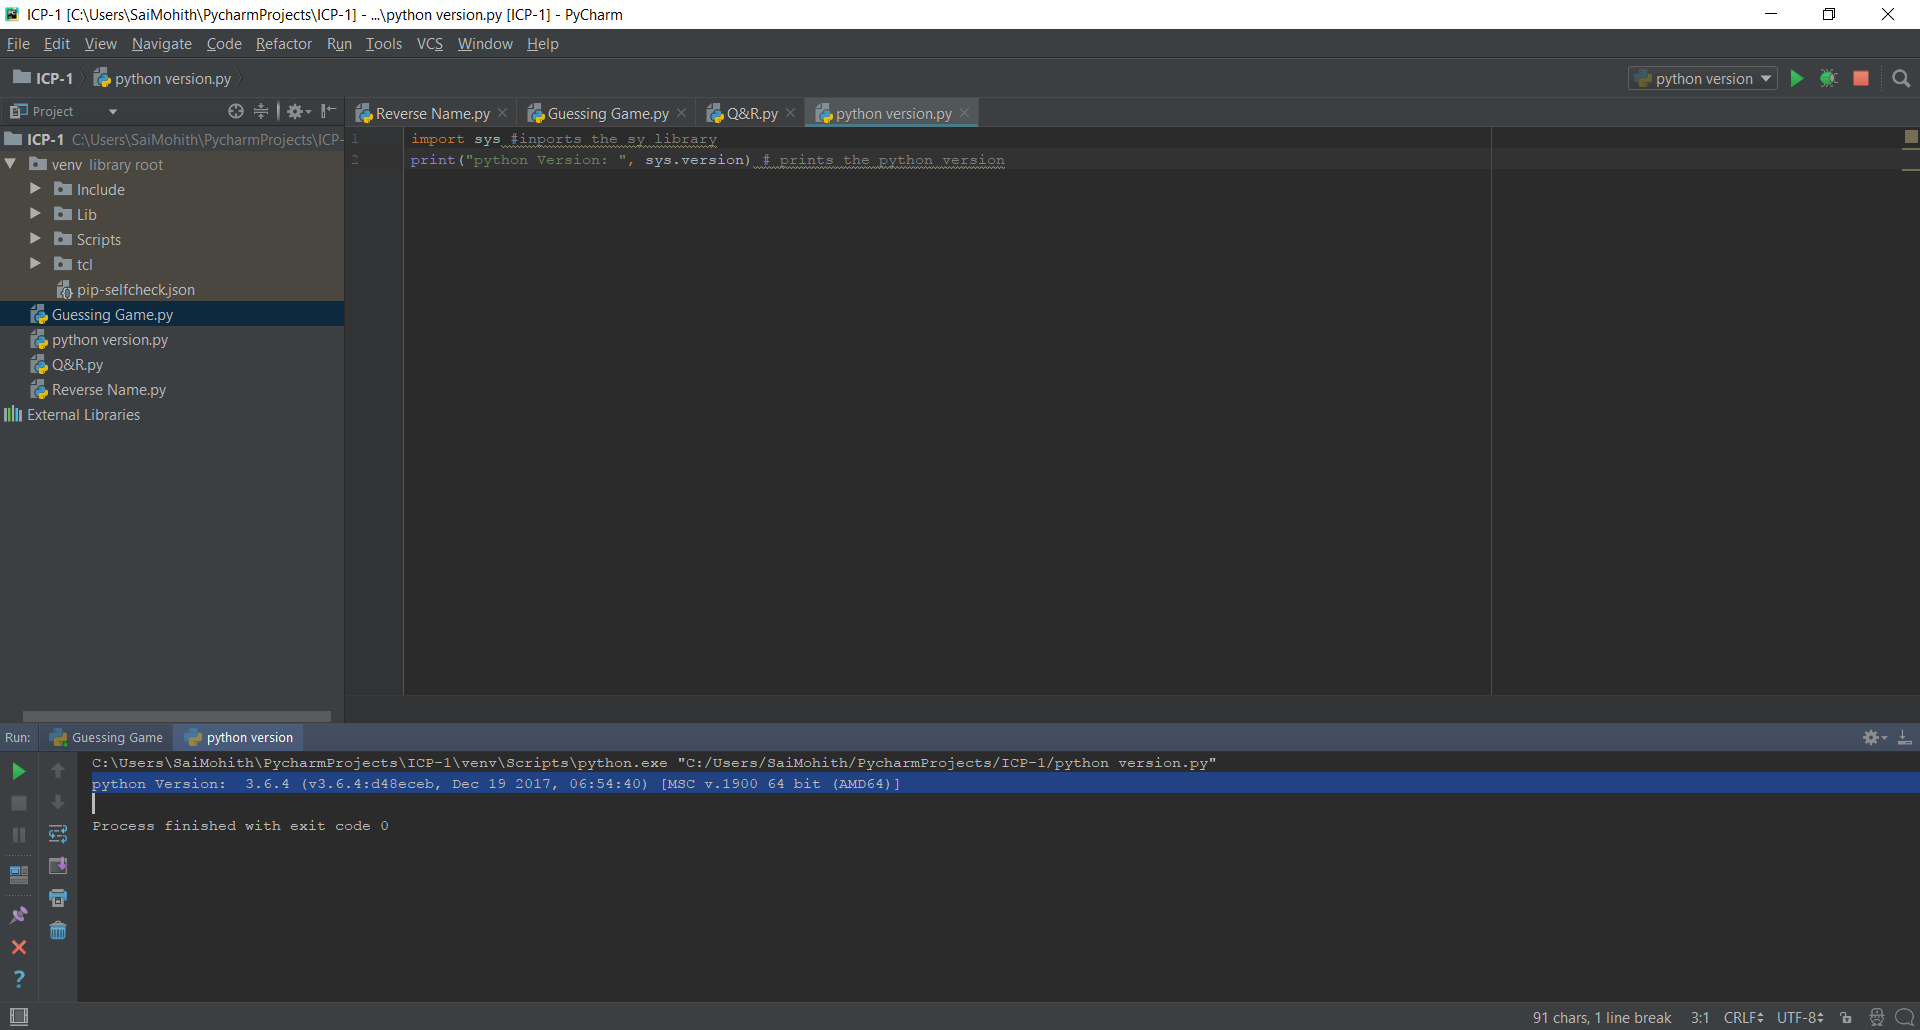 ICP-1 [C:\Users\SaiMohith\PycharmProjects\ICP-1] - ...\python version.py [ICP-1] - PyCharm
File Edit View Navigate Code Refactor Run Tools VCS Window Help
ICP-1 python version.py python version
Project Reverse Name.py Guessing Game.py Q&R.py python version.py
ICP-1 C:\Users\SaiMohith\PycharmProjects\ICP-
1 import sys #inports the sy library
2 print("python Version: ", sys.version) # prints the python version
venv library root
Include
Lib
Scripts
tcl
pip-selfcheck.json
Guessing Game.py
python version.py
Q&R.py
Reverse Name.py
External Libraries
Run: Guessing Game python version
C:\Users\SaiMohith\PycharmProjects\ICP-1\venv\Scripts\python.exe "C:/Users/SaiMohith/PycharmProjects/ICP-1/python version.py"
python Version:  3.6.4 (v3.6.4:d48eceb, Dec 19 2017, 06:54:40) [MSC v.1900 64 bit (AMD64)]
Process finished with exit code 0
91 chars, 1 line break 3:1 CRLF UTF-8